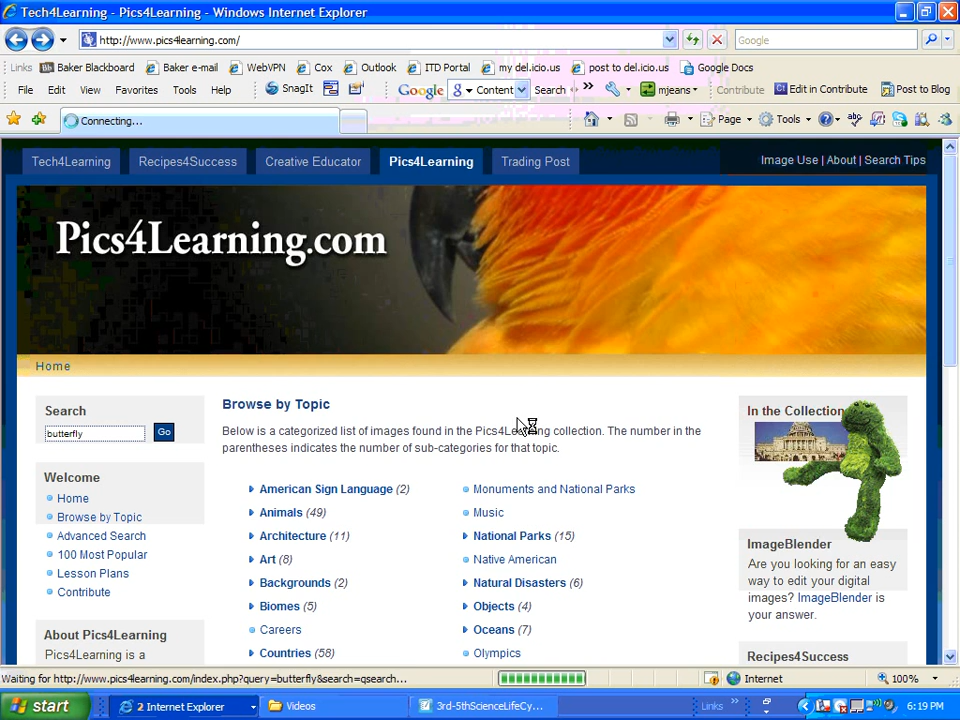 Tech4Learning - Pics4Learning - Windows Internet Explorer
http://www.pics4learning.com/
Google
Links Baker Blackboard Baker e-mail WebVPN Cox Outlook ITD Portal my del.icio.us post to del.icio.us Google Docs
File Edit View Favorites Tools Help SnagIt Google Content Search » mjeans Contribute Edit in Contribute Post to Blog
Connecting...
Page Tools
Tech4Learning Recipes4Success Creative Educator Pics4Learning Trading Post Image Use | About | Search Tips
Pics4Learning.com
Home
Search
butterfly Go
Welcome
Home
Browse by Topic
Advanced Search
100 Most Popular
Lesson Plans
Contribute
About Pics4Learning
Pics4Learning is a
Browse by Topic
Below is a categorized list of images found in the Pics4Learning collection. The number in the
parentheses indicates the number of sub-categories for that topic.
American Sign Language (2)
Animals (49)
Architecture (11)
Art (8)
Backgrounds (2)
Biomes (5)
Careers
Countries (58)
Monuments and National Parks
Music
National Parks (15)
Native American
Natural Disasters (6)
Objects (4)
Oceans (7)
Olympics
In the Collection
ImageBlender
Are you looking for an easy
way to edit your digital
images? ImageBlender is
your answer.
Recipes4Success
Waiting for http://www.pics4learning.com/index.php?query=butterfly&search=qsearch... Internet 100%
start 2 Internet Explorer Videos 3rd-5thScienceLifeCy... Links » 6:19 PM